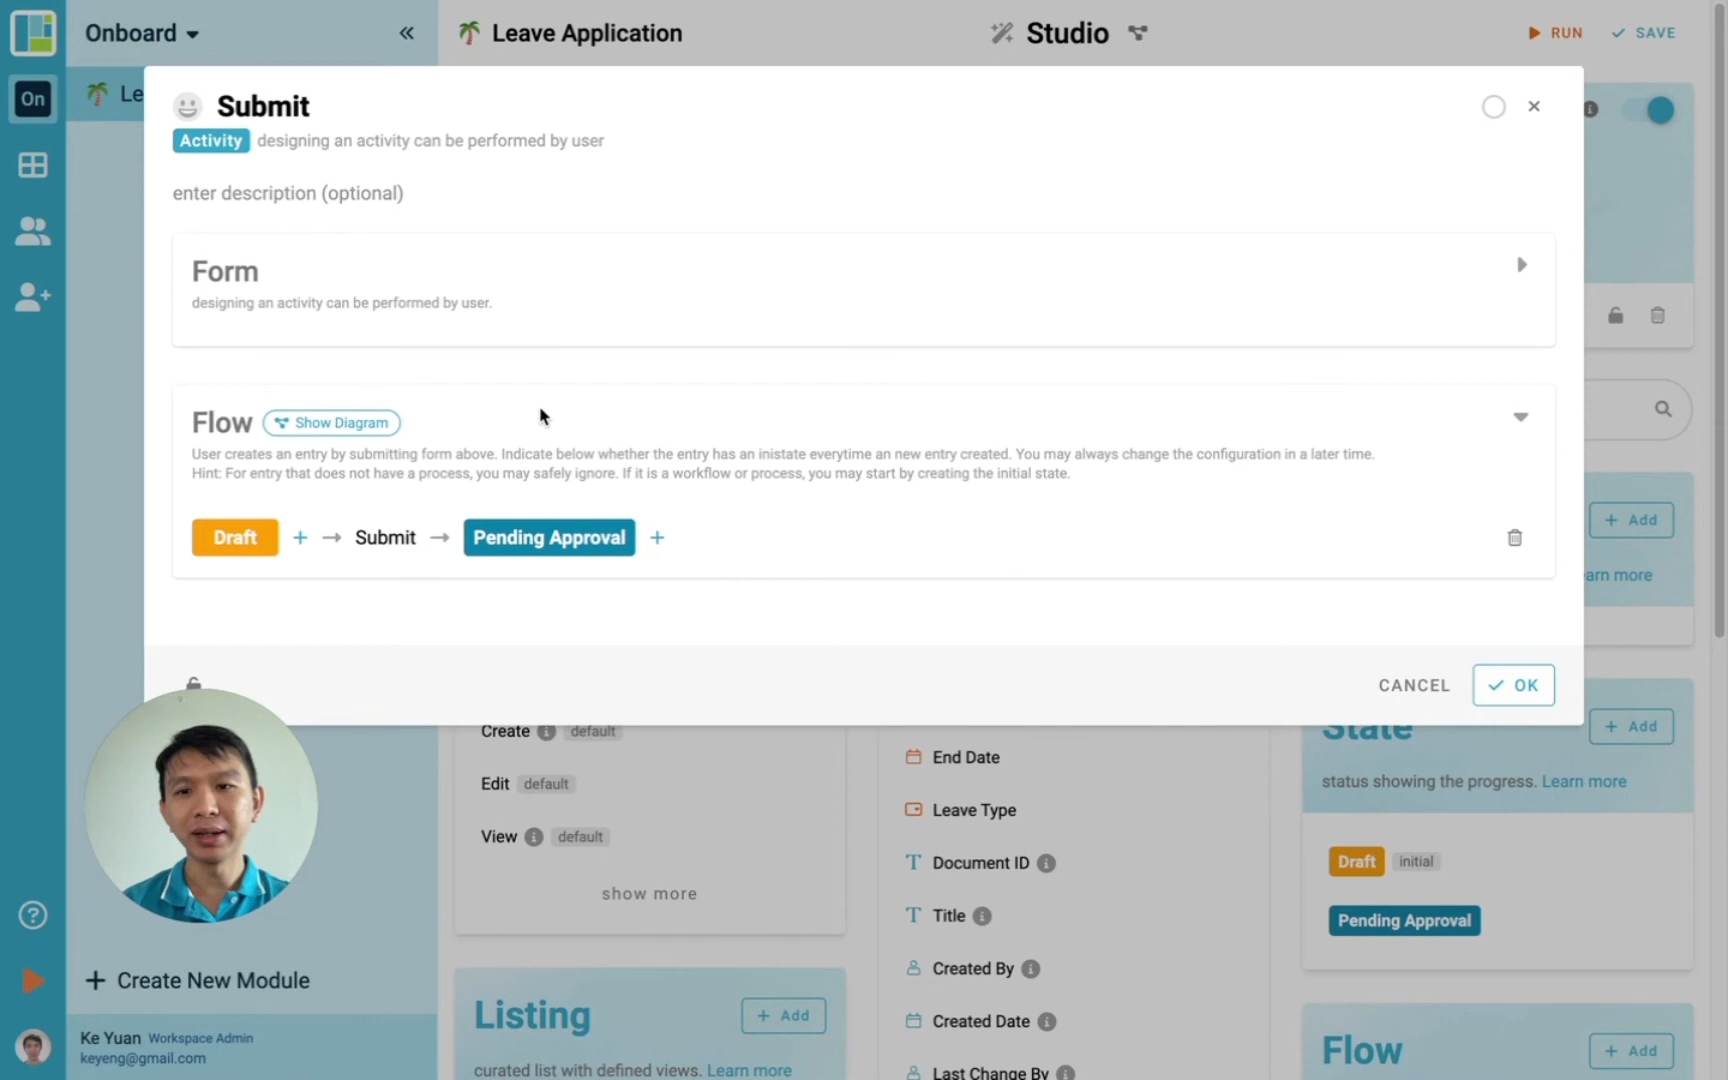 Onboard
«
🌴 Leave Application
Studio
RUN
SAVE
On
🌴 Le
Submit
Activity designing an activity can be performed by user
enter description (optional)
Form
designing an activity can be performed by user.
Flow Show Diagram
User creates an entry by submitting form above. Indicate below whether the entry has an inistate everytime an new entry created. You may always change the configuration in a later time.
Hint: For entry that does not have a process, you may safely ignore. If it is a workflow or process, you may start by creating the initial state.
Draft + → Submit → Pending Approval +
CANCEL
OK
+ Add
arn more
Create default
Edit default
View default
show more
End Date
Leave Type
Document ID
Title
Created By
Created Date
Last Change By
State
+ Add
status showing the progress. Learn more
Draft initial
Pending Approval
Listing
+ Add
curated list with defined views. Learn more
Flow
+ Add
+ Create New Module
Ke Yuan Workspace Admin
keyeng@gmail.com